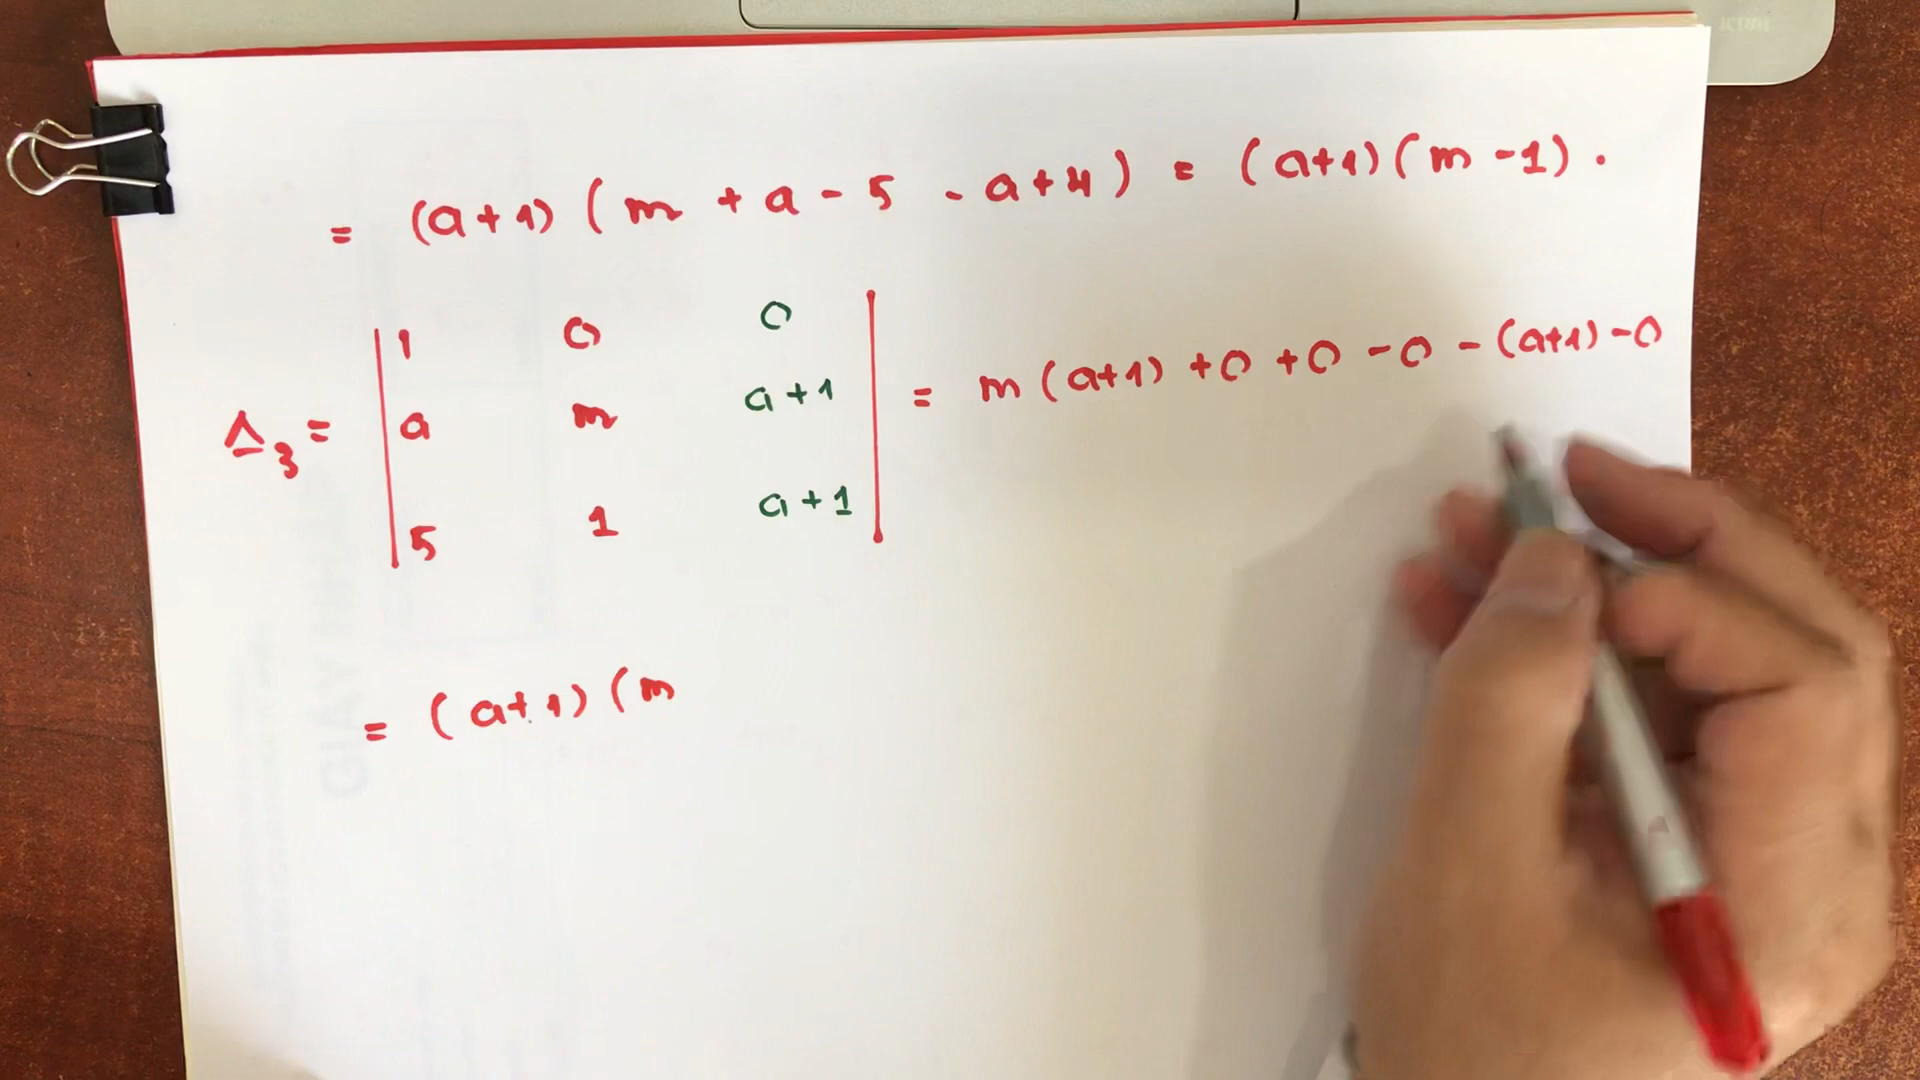 = (a+1) (m + a - 5 - a+4) = (a+1)(m-1).
Δ₃ = | 1 0 0 |
| a m a+1 | = m(a+1) +0 +0 -0 -(a+1) -0
| 5 1 a+1 |
= (a+1)(m